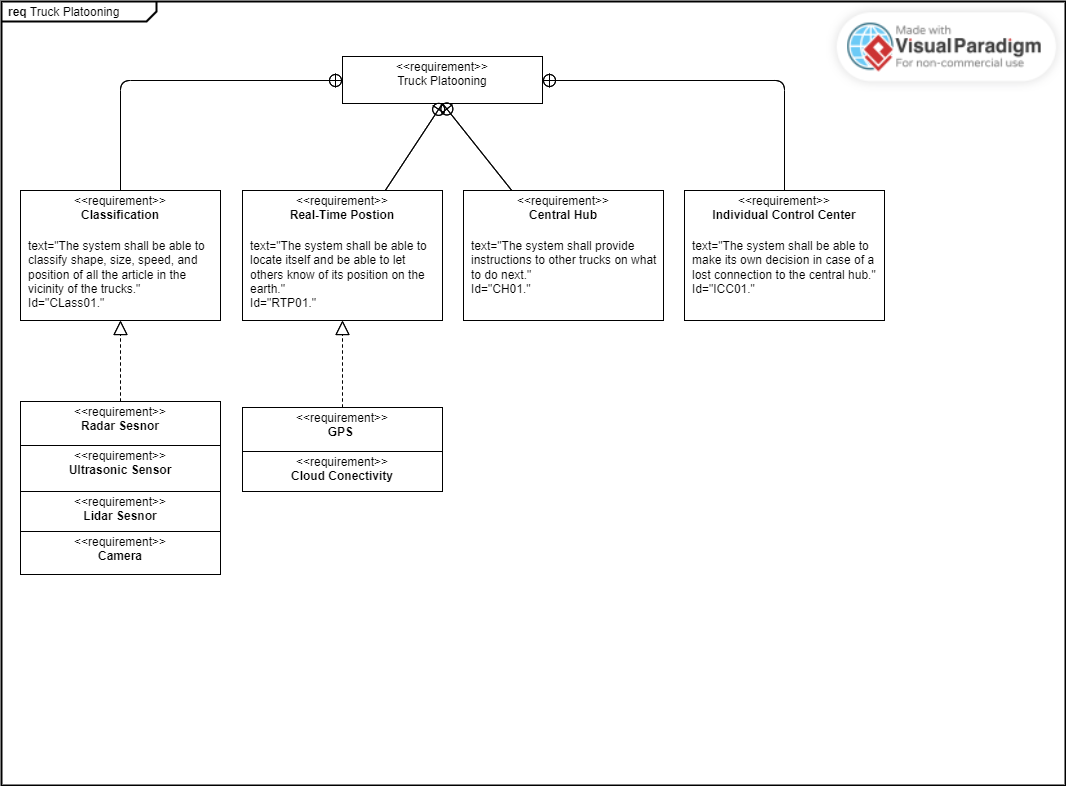 req Truck Platooning
Made with
VisualParadigm
For non-commercial use
<<requirement>>
Truck Platooning
<<requirement>>
Classification
text="The system shall be able to
classify shape, size, speed, and
position of all the article in the
vicinity of the trucks."
Id="CLass01."
<<requirement>>
Real-Time Postion
text="The system shall be able to
locate itself and be able to let
others know of its position on the
earth."
Id="RTP01."
<<requirement>>
Central Hub
text="The system shall provide
instructions to other trucks on what
to do next."
Id="CH01."
<<requirement>>
Individual Control Center
text="The system shall be able to
make its own decision in case of a
lost connection to the central hub."
Id="ICC01."
<<requirement>>
Radar Sesnor
<<requirement>>
Ultrasonic Sensor
<<requirement>>
Lidar Sesnor
<<requirement>>
Camera
<<requirement>>
GPS
<<requirement>>
Cloud Conectivity